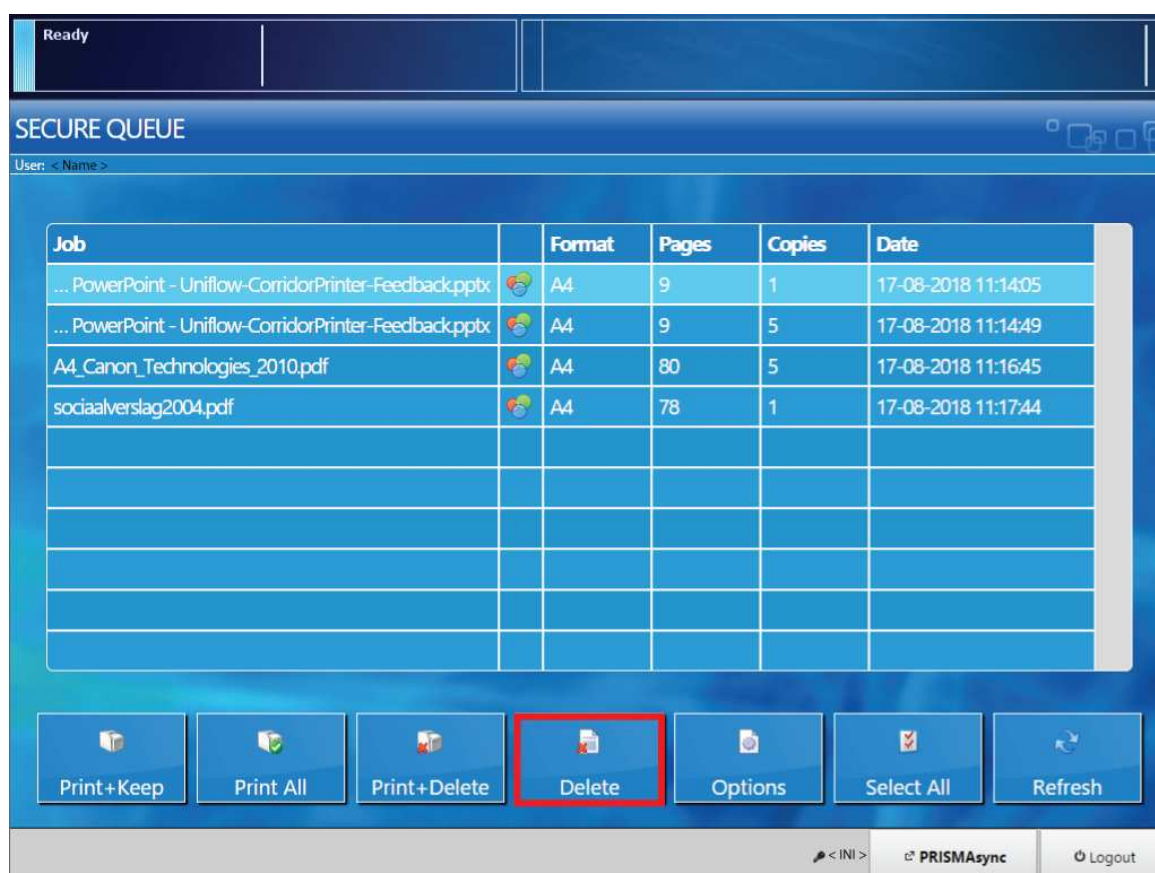 Ready
SECURE QUEUE
User: < Name >
Job Format Pages Copies Date
... PowerPoint - Uniflow-CorridorPrinter-Feedback.pptx A4 9 1 17-08-2018 11:14:05
... PowerPoint - Uniflow-CorridorPrinter-Feedback.pptx A4 9 5 17-08-2018 11:14:49
A4_Canon_Technologies_2010.pdf A4 80 5 17-08-2018 11:16:45
sociaalverslag2004.pdf A4 78 1 17-08-2018 11:17:44
Print+Keep Print All Print+Delete Delete Options Select All Refresh
< INI > PRISMAsync Logout